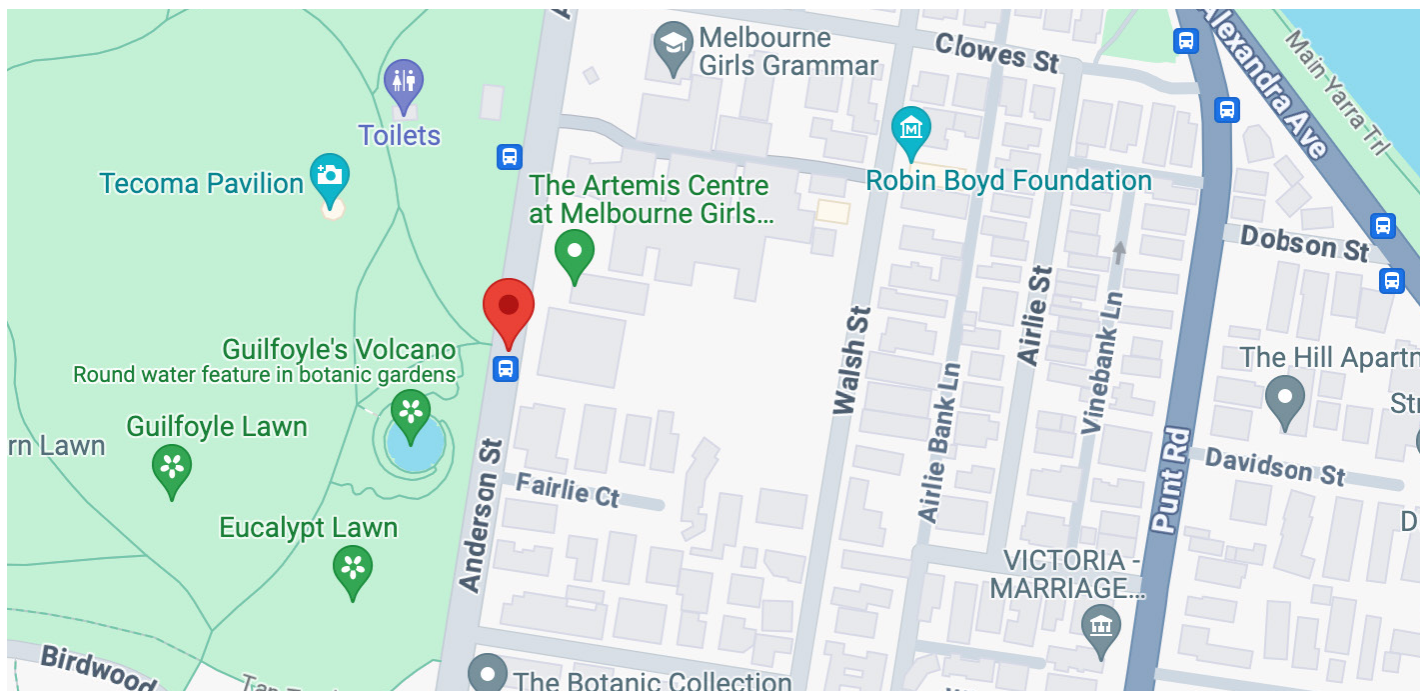 Melbourne
Girls Grammar
Clowes St
Alexandra Ave
Main Yarra Trl
Toilets
Tecoma Pavilion
The Artemis Centre
at Melbourne Girls...
Robin Boyd Foundation
Dobson St
Guilfoyle's Volcano
Round water feature in botanic gardens
Walsh St
Airlie St
Vinebank Ln
The Hill Apartm
Guilfoyle Lawn
rn Lawn
Airlie Bank Ln
Str
Punt Rd
Davidson St
Anderson St
Fairlie Ct
Eucalypt Lawn
D
VICTORIA -
MARRIAGE...
Birdwood
The Botanic Collection